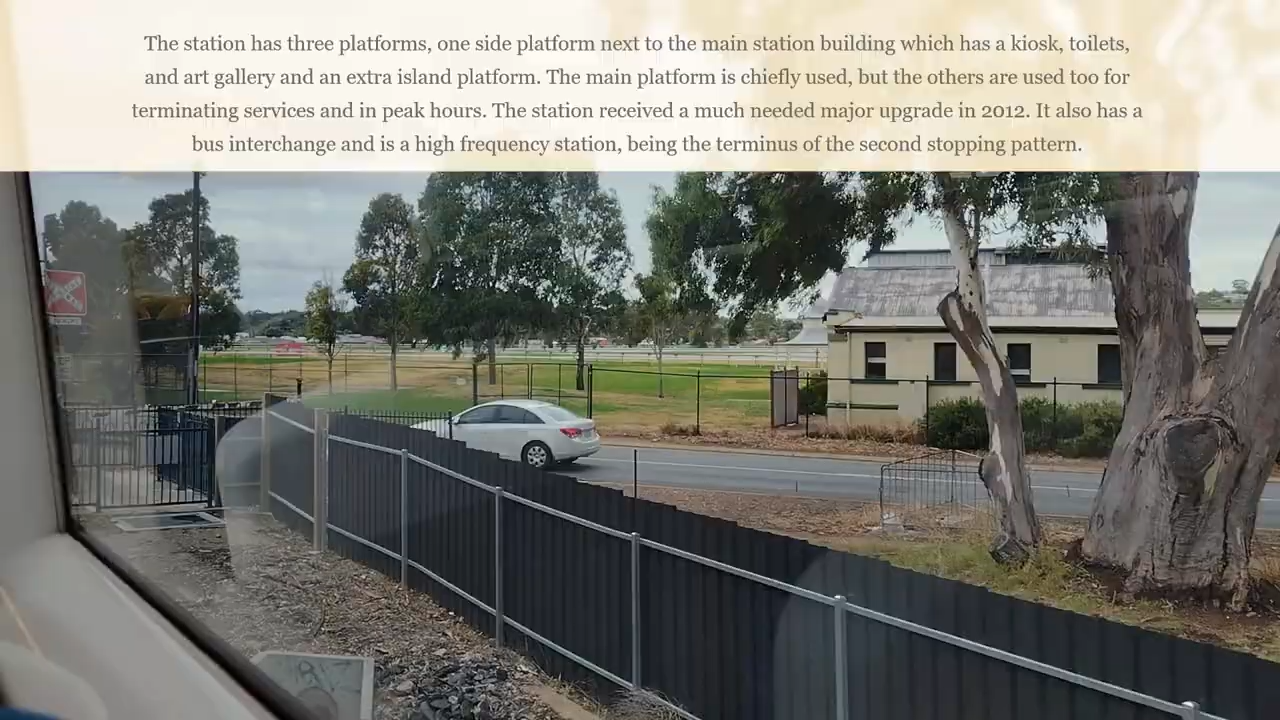 The station has three platforms, one side platform next to the main station building which has a kiosk, toilets,
and art gallery and an extra island platform. The main platform is chiefly used, but the others are used too for
terminating services and in peak hours. The station received a much needed major upgrade in 2012. It also has a
bus interchange and is a high frequency station, being the terminus of the second stopping pattern.